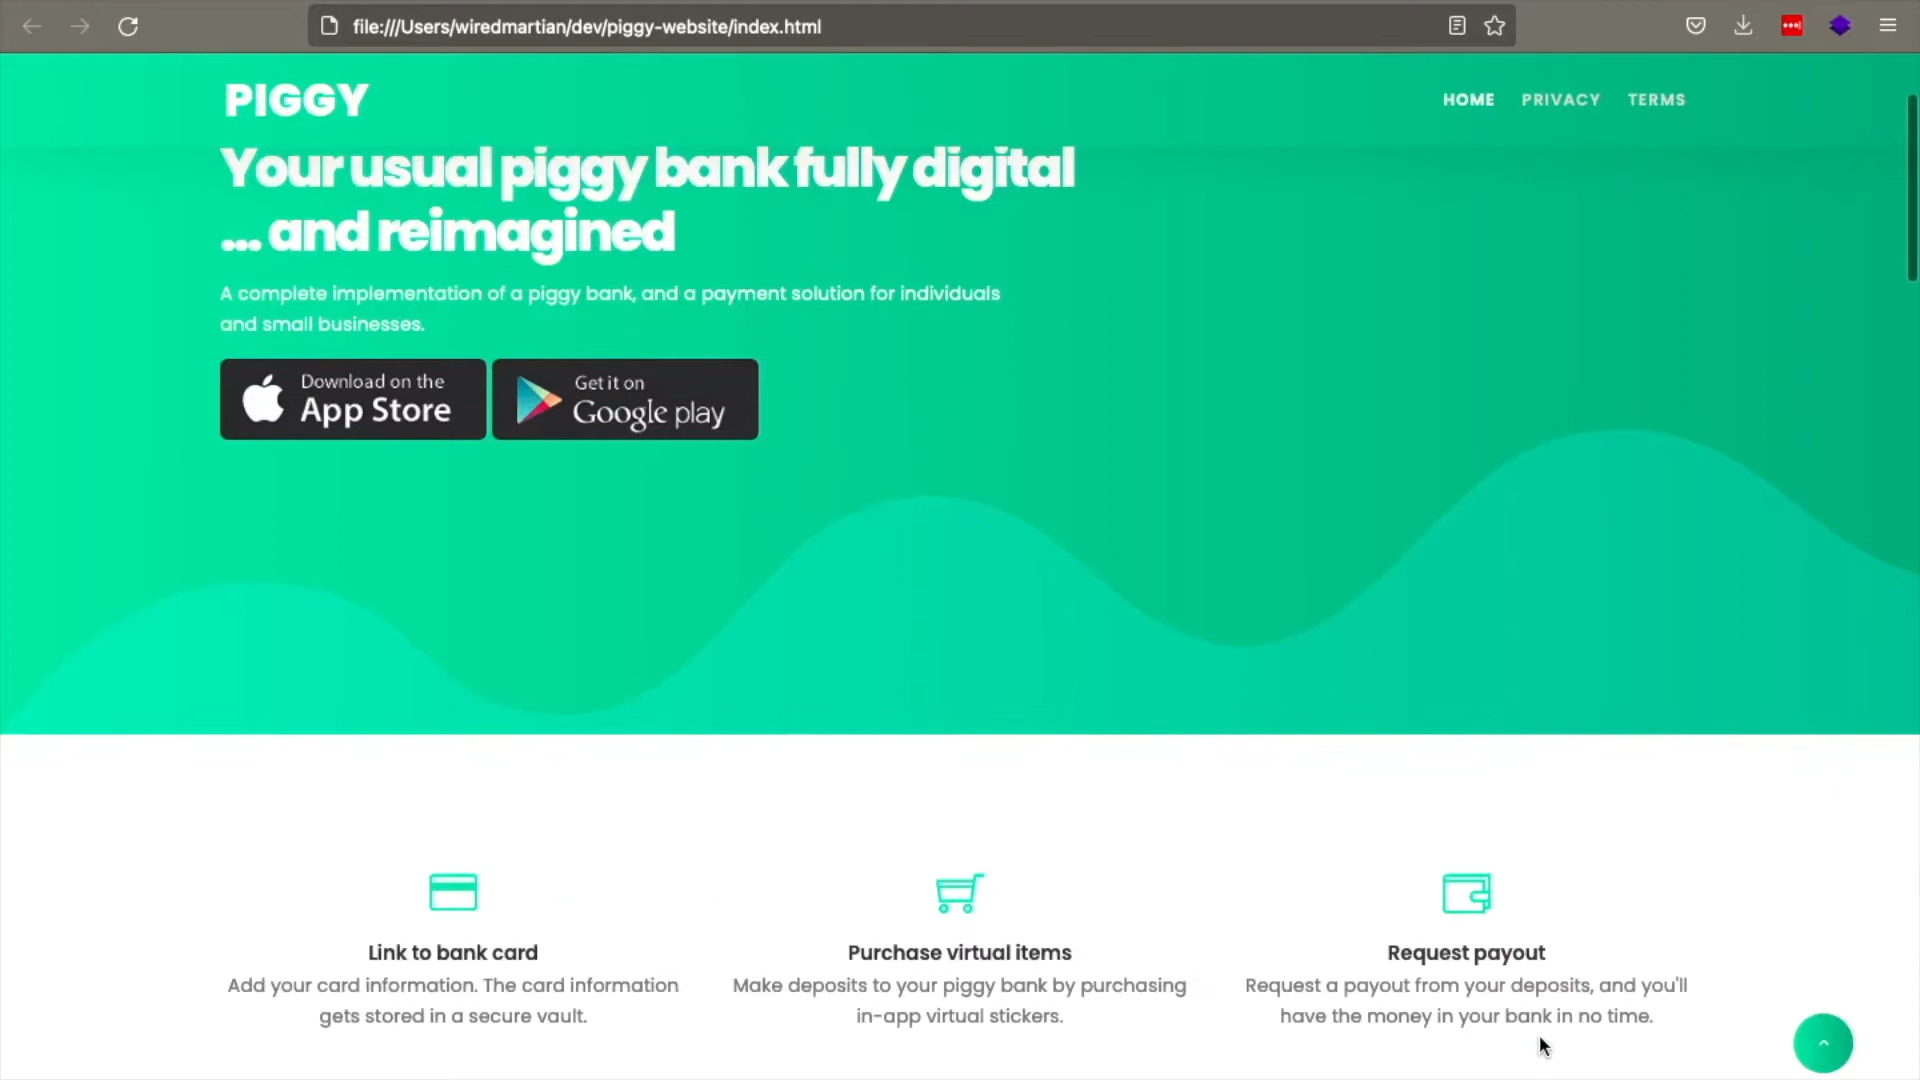 file:///Users/wiredmartian/dev/piggy-website/index.html
PIGGY
HOME PRIVACY TERMS
Your usual piggy bank fully digital
... and reimagined
A complete implementation of a piggy bank, and a payment solution for individuals
and small businesses.
Download on the
App Store
Get it on
Google play
Link to bank card
Add your card information. The card information
gets stored in a secure vault.
Purchase virtual items
Make deposits to your piggy bank by purchasing
in-app virtual stickers.
Request payout
Request a payout from your deposits, and you'll
have the money in your bank in no time.